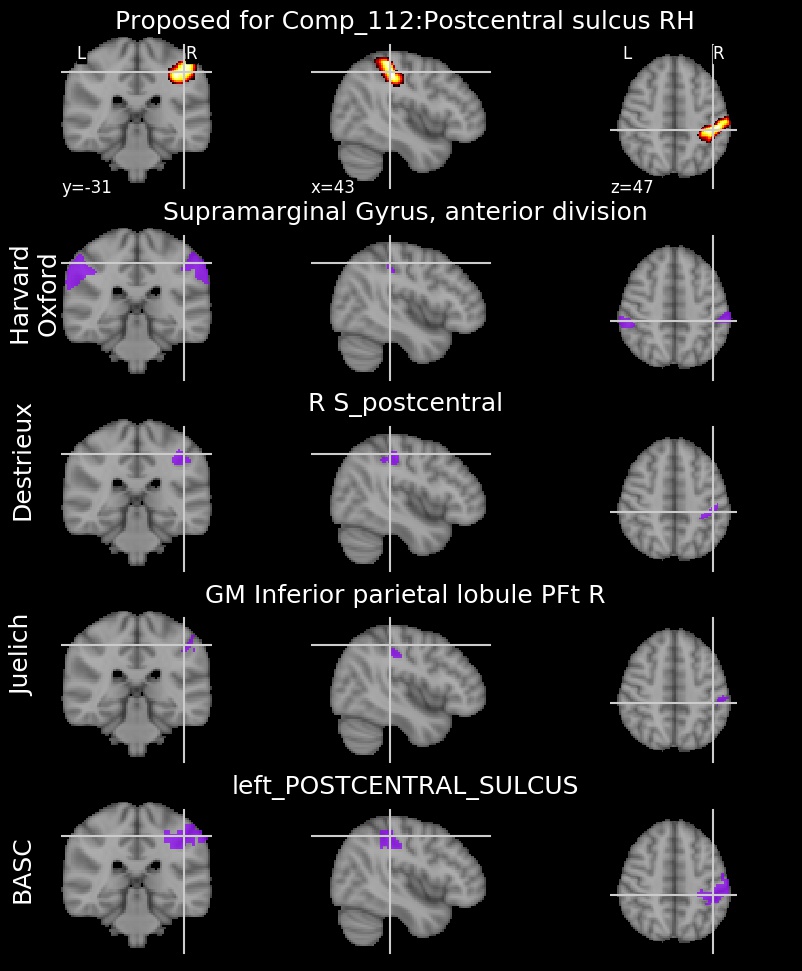 Proposed for Comp_112:Postcentral sulcus RH
L R L R
y=-31 x=43 z=47
Supramarginal Gyrus, anterior division
Harvard
Oxford
R S_postcentral
Destrieux
GM Inferior parietal lobule PFt R
Juelich
left_POSTCENTRAL_SULCUS
BASC